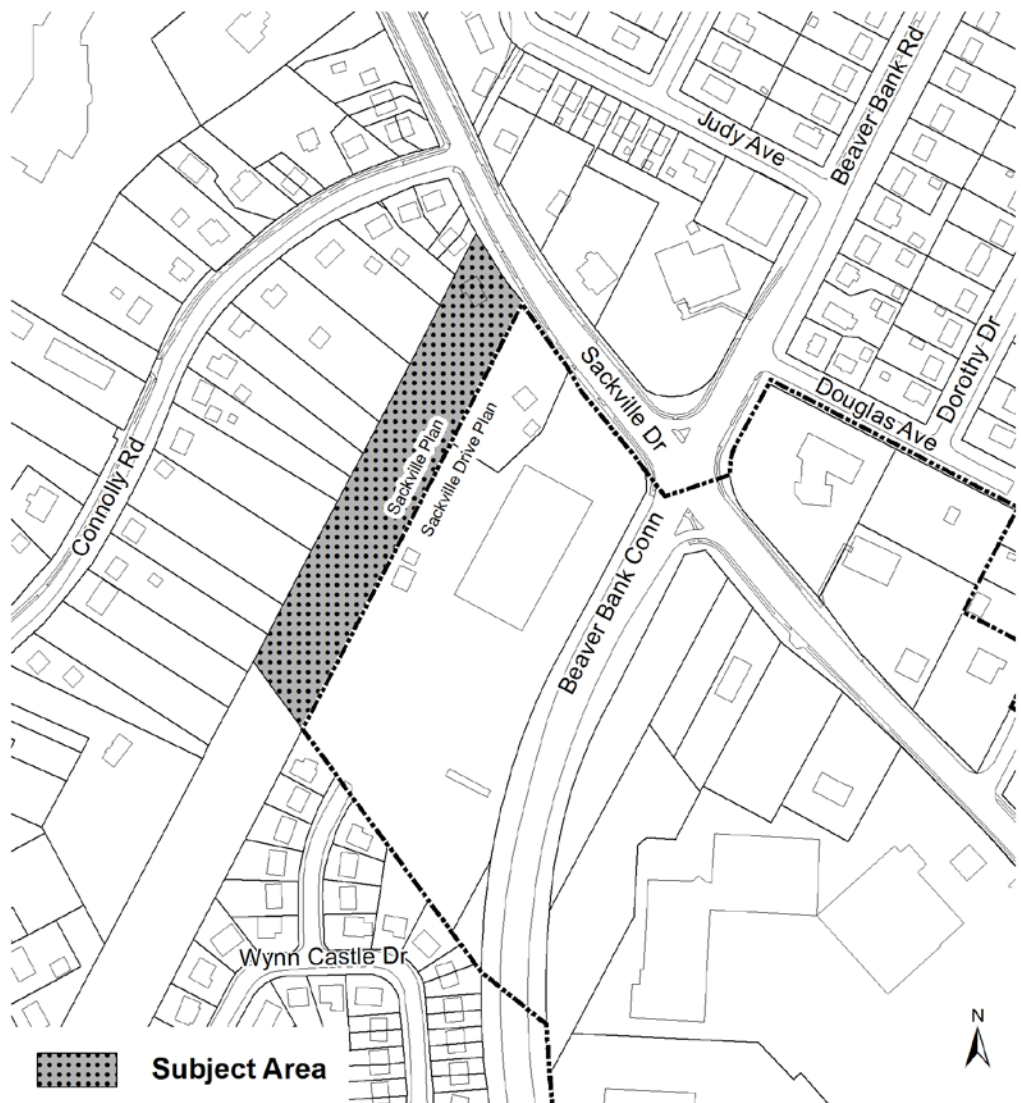 Judy Ave
Beaver Bank Rd
Sackville Dr
Dorothy Dr
Douglas Ave
Sackville Plan
Sackville Drive Plan
Connolly Rd
Beaver Bank Conn
Wynn Castle Dr
N
Subject Area